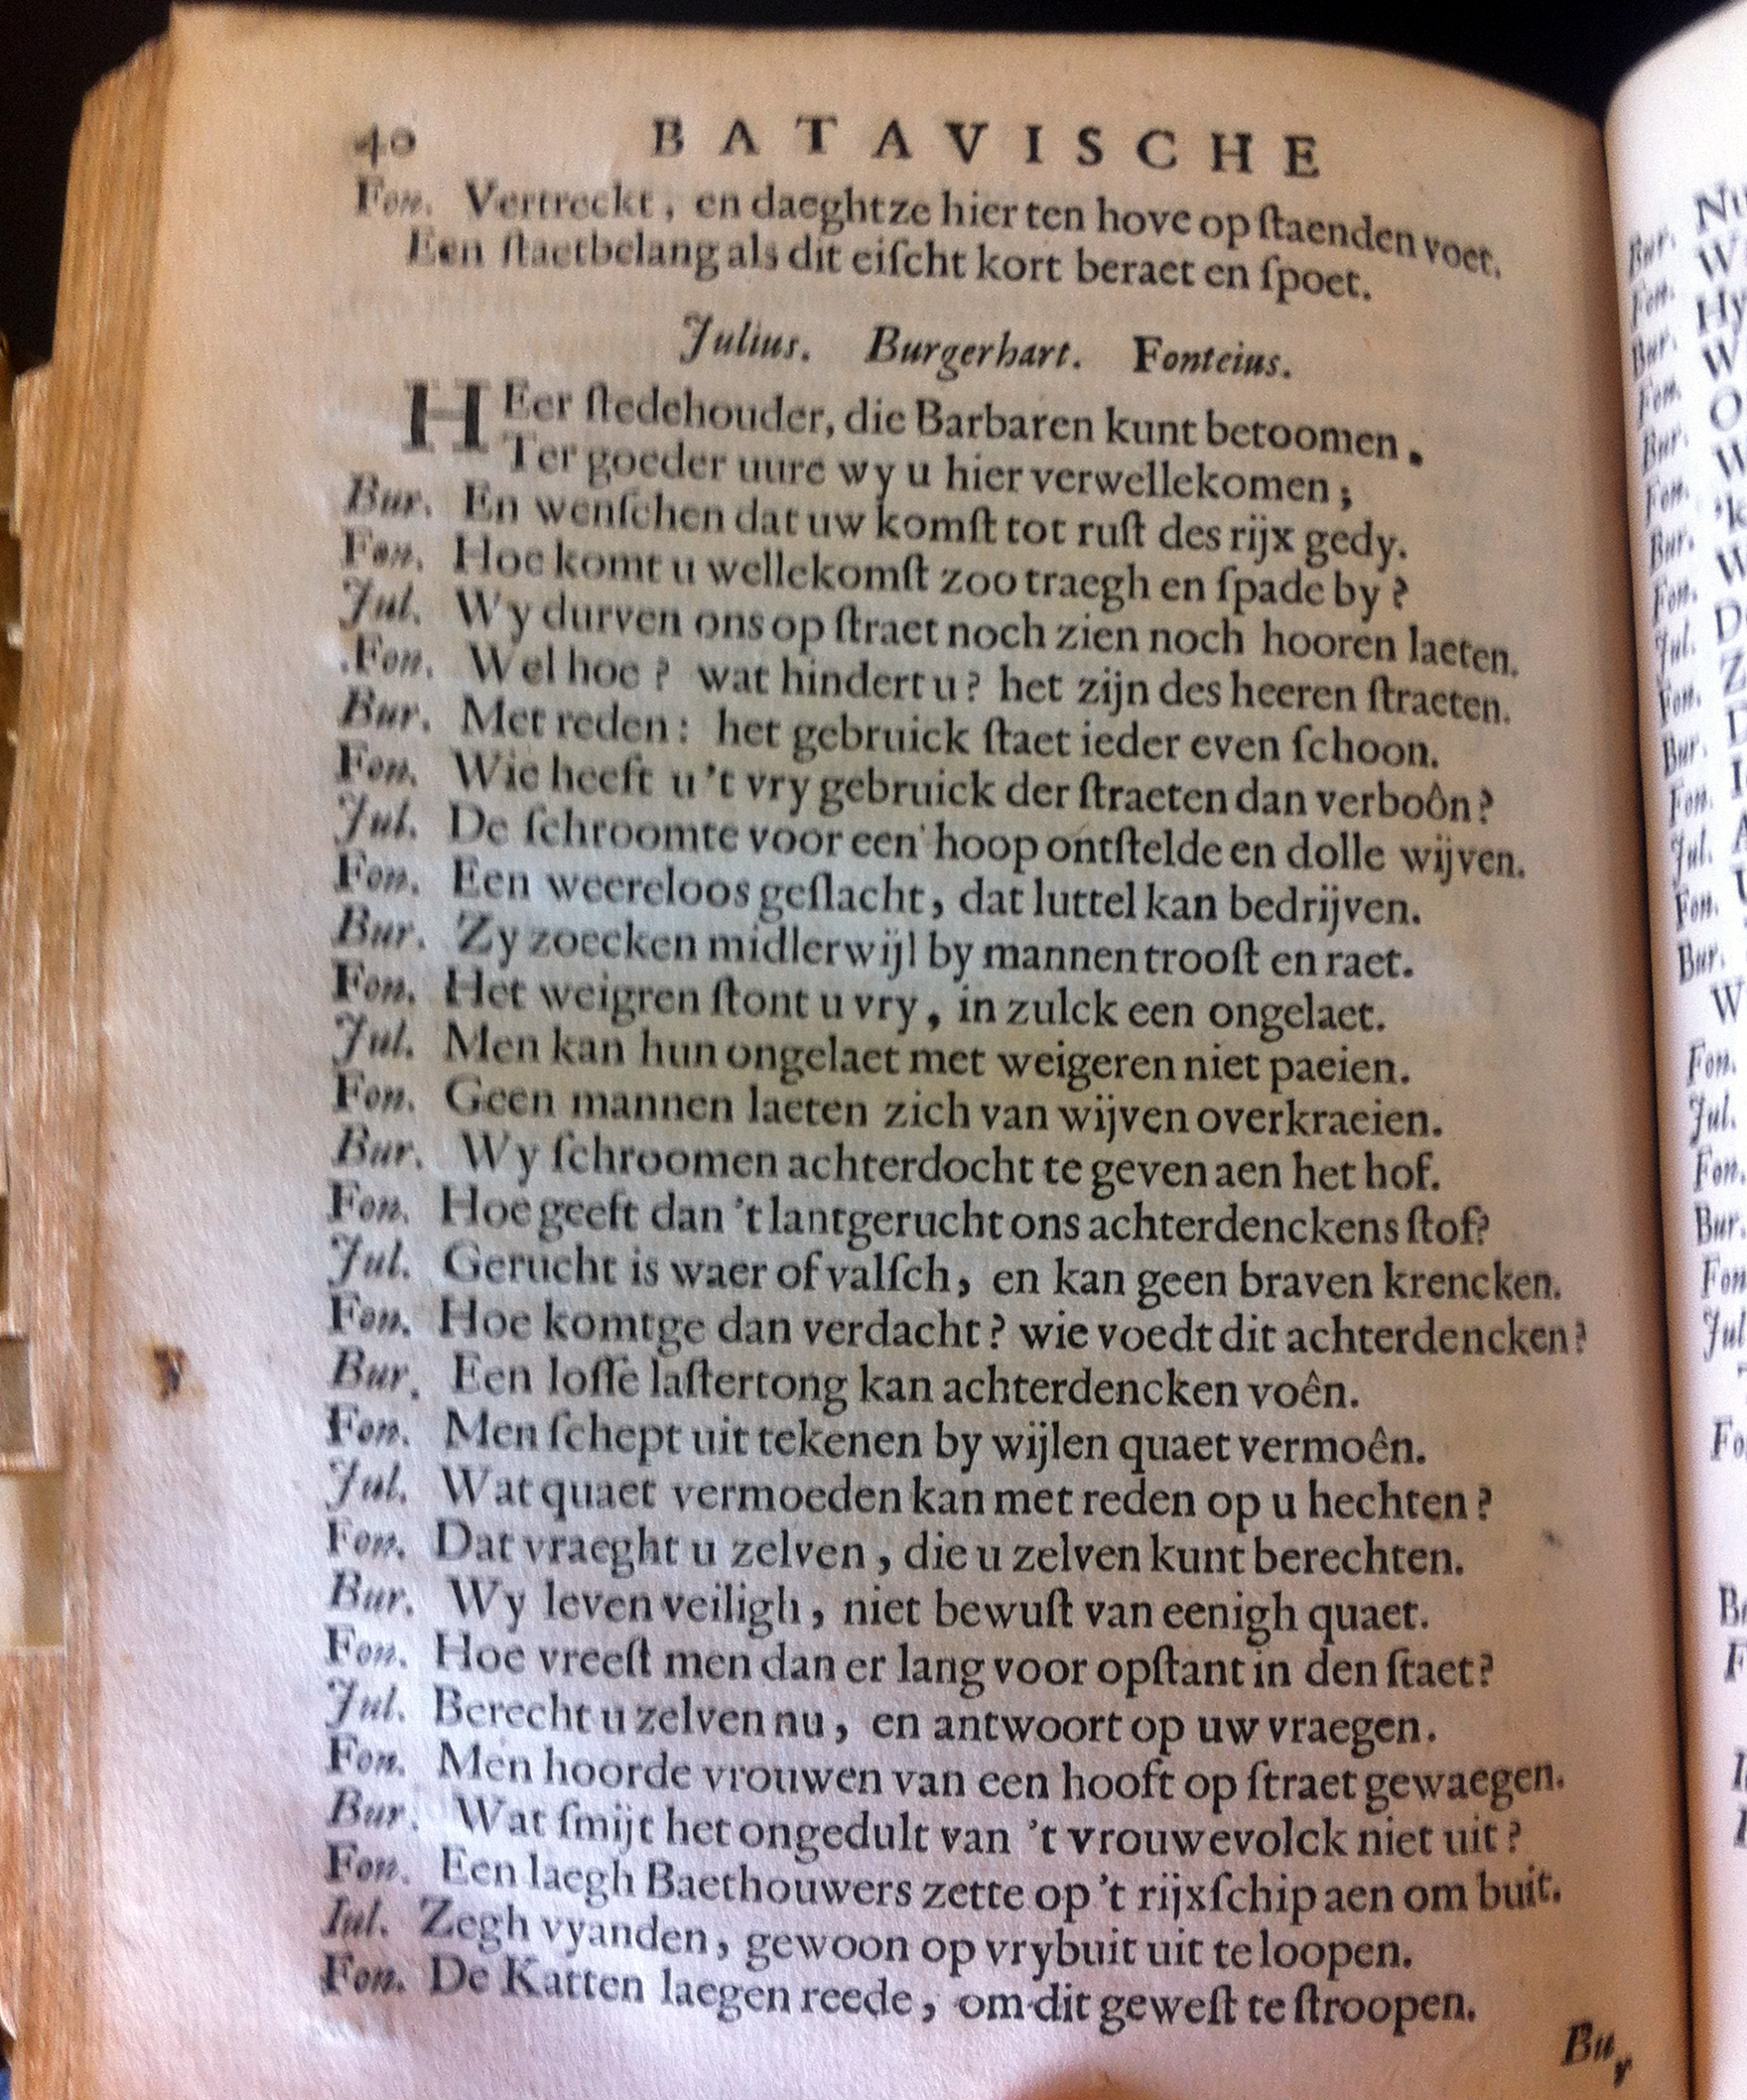 40 BATAVISCHE
Fon. Vertreckt, en daeghtze hier ten hove op ſtaenden voet.
Een ſtaetbelang als dit eiſcht kort beraet en ſpoet.
Julius. Burgerhart. Fonteius.
HEer ſtedehouder, die Barbaren kunt betoomen.
Ter goeder uure wy u hier verwellekomen;
Bur. En wenſchen dat uw komſt tot ruſt des rijx gedy.
Fon. Hoe komt u wellekomſt zoo traegh en ſpade by?
Jul. Wy durven ons op ſtraet noch zien noch hooren laeten.
Fon. Wel hoe? wat hindert u? het zijn des heeren ſtraeten.
Bur. Met reden: het gebruick ſtaet ieder even ſchoon.
Fon. Wie heeft u 't vry gebruick der ſtraeten dan verboôn?
Jul. De ſchroomte voor een hoop ontſtelde en dolle wijven.
Fon. Een weereloos geſlacht, dat luttel kan bedrijven.
Bur. Zy zoecken midlerwijl by mannen trooſt en raet.
Fon. Het weigren ſtont u vry, in zulck een ongelaet.
Jul. Men kan hun ongelaet met weigeren niet paeien.
Fon. Geen mannen laeten zich van wijven overkraeien.
Bur. Wy ſchroomen achterdocht te geven aen het hof.
Fon. Hoe geeft dan 't lantgerucht ons achterdenckens ſtof?
Jul. Gerucht is waer of valſch, en kan geen braven krencken.
Fon. Hoe komtge dan verdacht? wie voedt dit achterdencken?
Bur. Een loſſe laſtertong kan achterdencken voên.
Fon. Men ſchept uit tekenen by wijlen quaet vermoên.
Jul. Wat quaet vermoeden kan met reden op u hechten?
Fon. Dat vraeght u zelven, die u zelven kunt berechten.
Bur. Wy leven veiligh, niet bewuſt van eenigh quaet.
Fon. Hoe vreeſt men dan er lang voor opſtant in den ſtaet?
Jul. Berecht u zelven nu, en antwoort op uw vraegen.
Fon. Men hoorde vrouwen van een hooft op ſtraet gewaegen.
Bur. Wat ſmijt het ongedult van 't vrouwevolck niet uit?
Fon. Een laegh Baethouwers zette op 't rijxſchip aen om buit.
Iul. Zegh vyanden, gewoon op vrybuit uit te loopen.
Fon. De Katten laegen reede, om dit geweſt te ſtroopen.
Bur